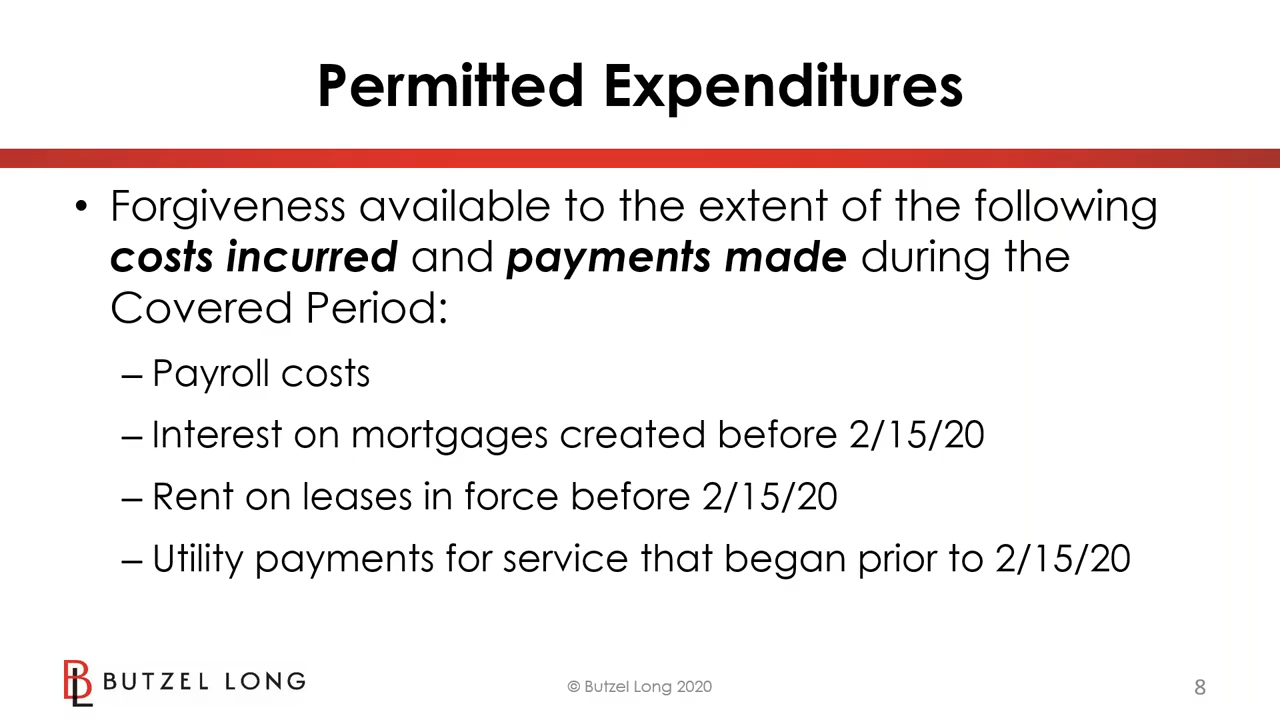 Permitted Expenditures
• Forgiveness available to the extent of the following
costs incurred and payments made during the
Covered Period:
– Payroll costs
– Interest on mortgages created before 2/15/20
– Rent on leases in force before 2/15/20
– Utility payments for service that began prior to 2/15/20
BL BUTZEL LONG
© Butzel Long 2020
8